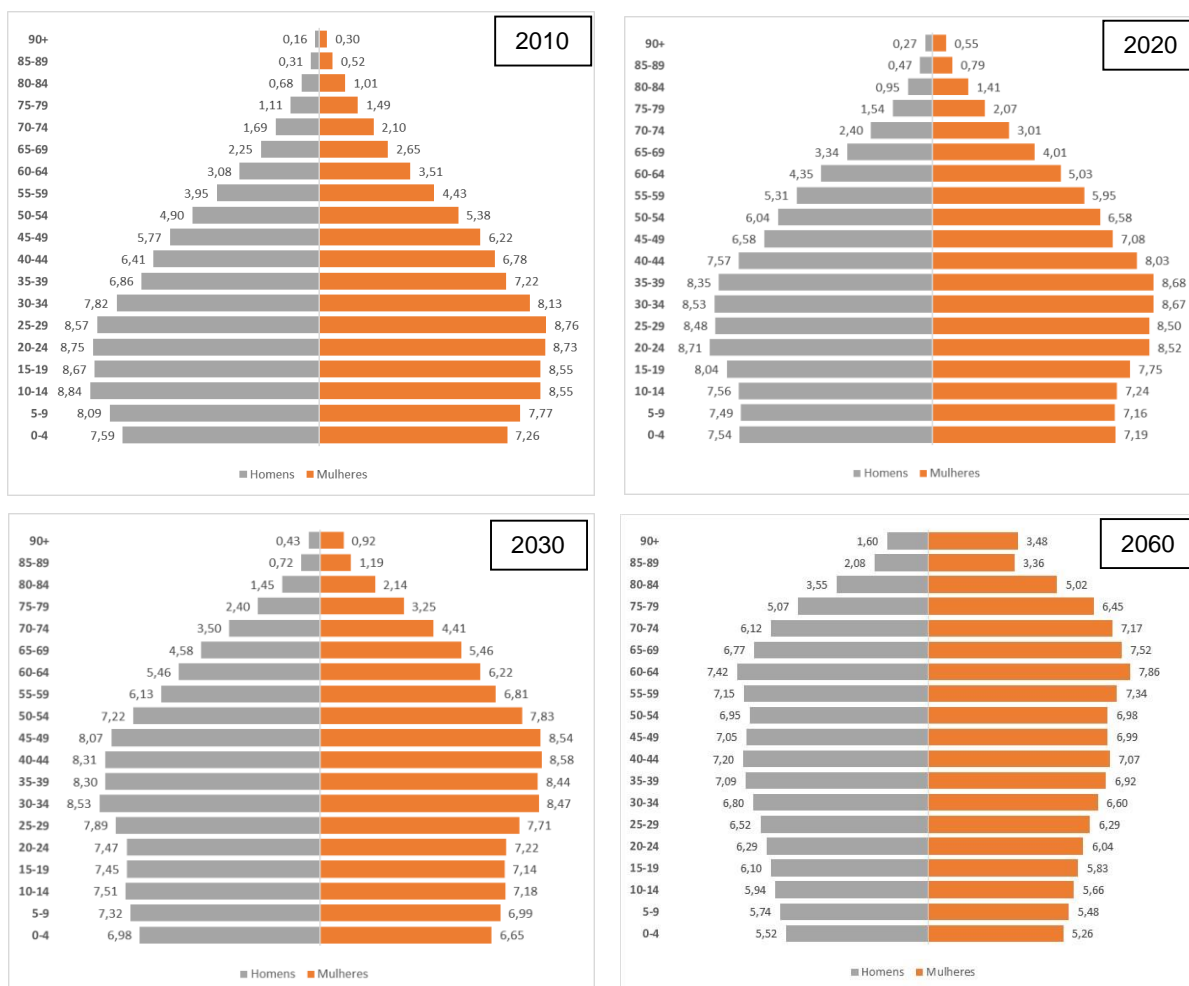 2010
90+ 0,16 0,30
85-89 0,31 0,52
80-84 0,68 1,01
75-79 1,11 1,49
70-74 1,69 2,10
65-69 2,25 2,65
60-64 3,08 3,51
55-59 3,95 4,43
50-54 4,90 5,38
45-49 5,77 6,22
40-44 6,41 6,78
35-39 6,86 7,22
30-34 7,82 8,13
25-29 8,57 8,76
20-24 8,75 8,73
15-19 8,67 8,55
10-14 8,84 8,55
5-9 8,09 7,77
0-4 7,59 7,26
Homens Mulheres
2020
90+ 0,27 0,55
85-89 0,47 0,79
80-84 0,95 1,41
75-79 1,54 2,07
70-74 2,40 3,01
65-69 3,34 4,01
60-64 4,35 5,03
55-59 5,31 5,95
50-54 6,04 6,58
45-49 6,58 7,08
40-44 7,57 8,03
35-39 8,35 8,68
30-34 8,53 8,67
25-29 8,48 8,50
20-24 8,71 8,52
15-19 8,04 7,75
10-14 7,56 7,24
5-9 7,49 7,16
0-4 7,54 7,19
Homens Mulheres
2030
90+ 0,43 0,92
85-89 0,72 1,19
80-84 1,45 2,14
75-79 2,40 3,25
70-74 3,50 4,41
65-69 4,58 5,46
60-64 5,46 6,22
55-59 6,13 6,81
50-54 7,22 7,83
45-49 8,07 8,54
40-44 8,31 8,58
35-39 8,30 8,44
30-34 8,53 8,47
25-29 7,89 7,71
20-24 7,47 7,22
15-19 7,45 7,14
10-14 7,51 7,18
5-9 7,32 6,99
0-4 6,98 6,65
Homens Mulheres
2060
90+ 1,60 3,48
85-89 2,08 3,36
80-84 3,55 5,02
75-79 5,07 6,45
70-74 6,12 7,17
65-69 6,77 7,52
60-64 7,42 7,86
55-59 7,15 7,34
50-54 6,95 6,98
45-49 7,05 6,99
40-44 7,20 7,07
35-39 7,09 6,92
30-34 6,80 6,60
25-29 6,52 6,29
20-24 6,29 6,04
15-19 6,10 5,83
10-14 5,94 5,66
5-9 5,74 5,48
0-4 5,52 5,26
Homens Mulheres